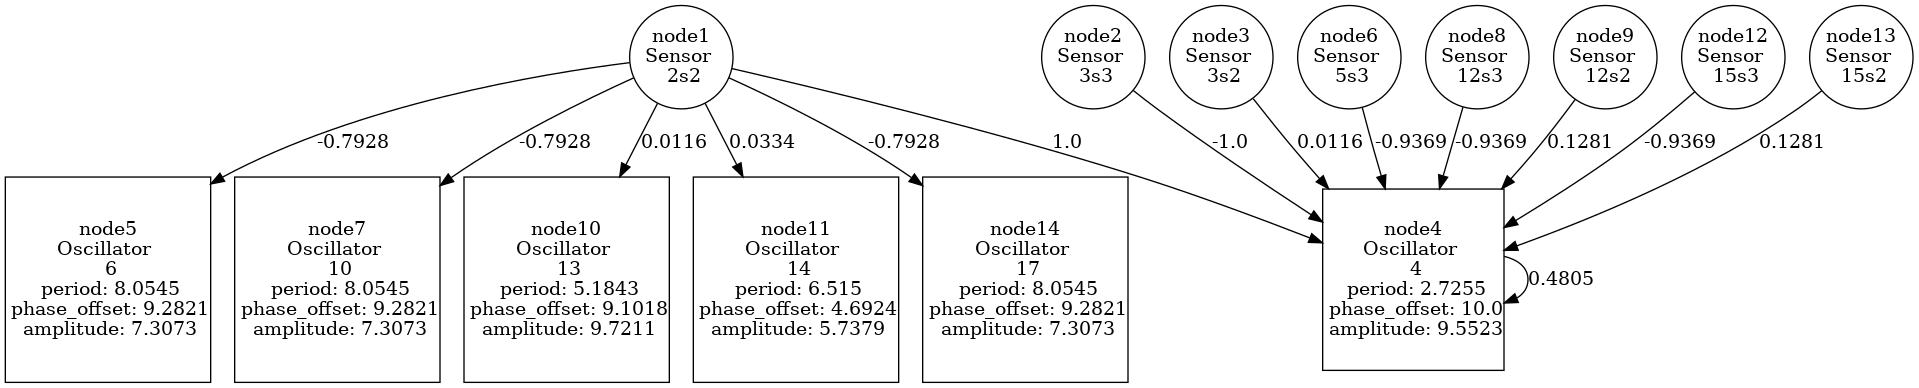 node1
Sensor
2s2
node2
Sensor
3s3
node3
Sensor
3s2
node6
Sensor
5s3
node8
Sensor
12s3
node9
Sensor
12s2
node12
Sensor
15s3
node13
Sensor
15s2
-0.7928
-0.7928
0.0116
0.0334
-0.7928
1.0
-1.0
0.0116
-0.9369
-0.9369
0.1281
-0.9369
0.1281
node5
Oscillator
6
period: 8.0545
phase_offset: 9.2821
amplitude: 7.3073
node7
Oscillator
10
period: 8.0545
phase_offset: 9.2821
amplitude: 7.3073
node10
Oscillator
13
period: 5.1843
phase_offset: 9.1018
amplitude: 9.7211
node11
Oscillator
14
period: 6.515
phase_offset: 4.6924
amplitude: 5.7379
node14
Oscillator
17
period: 8.0545
phase_offset: 9.2821
amplitude: 7.3073
node4
Oscillator
4
period: 2.7255
phase_offset: 10.0
amplitude: 9.5523
0.4805